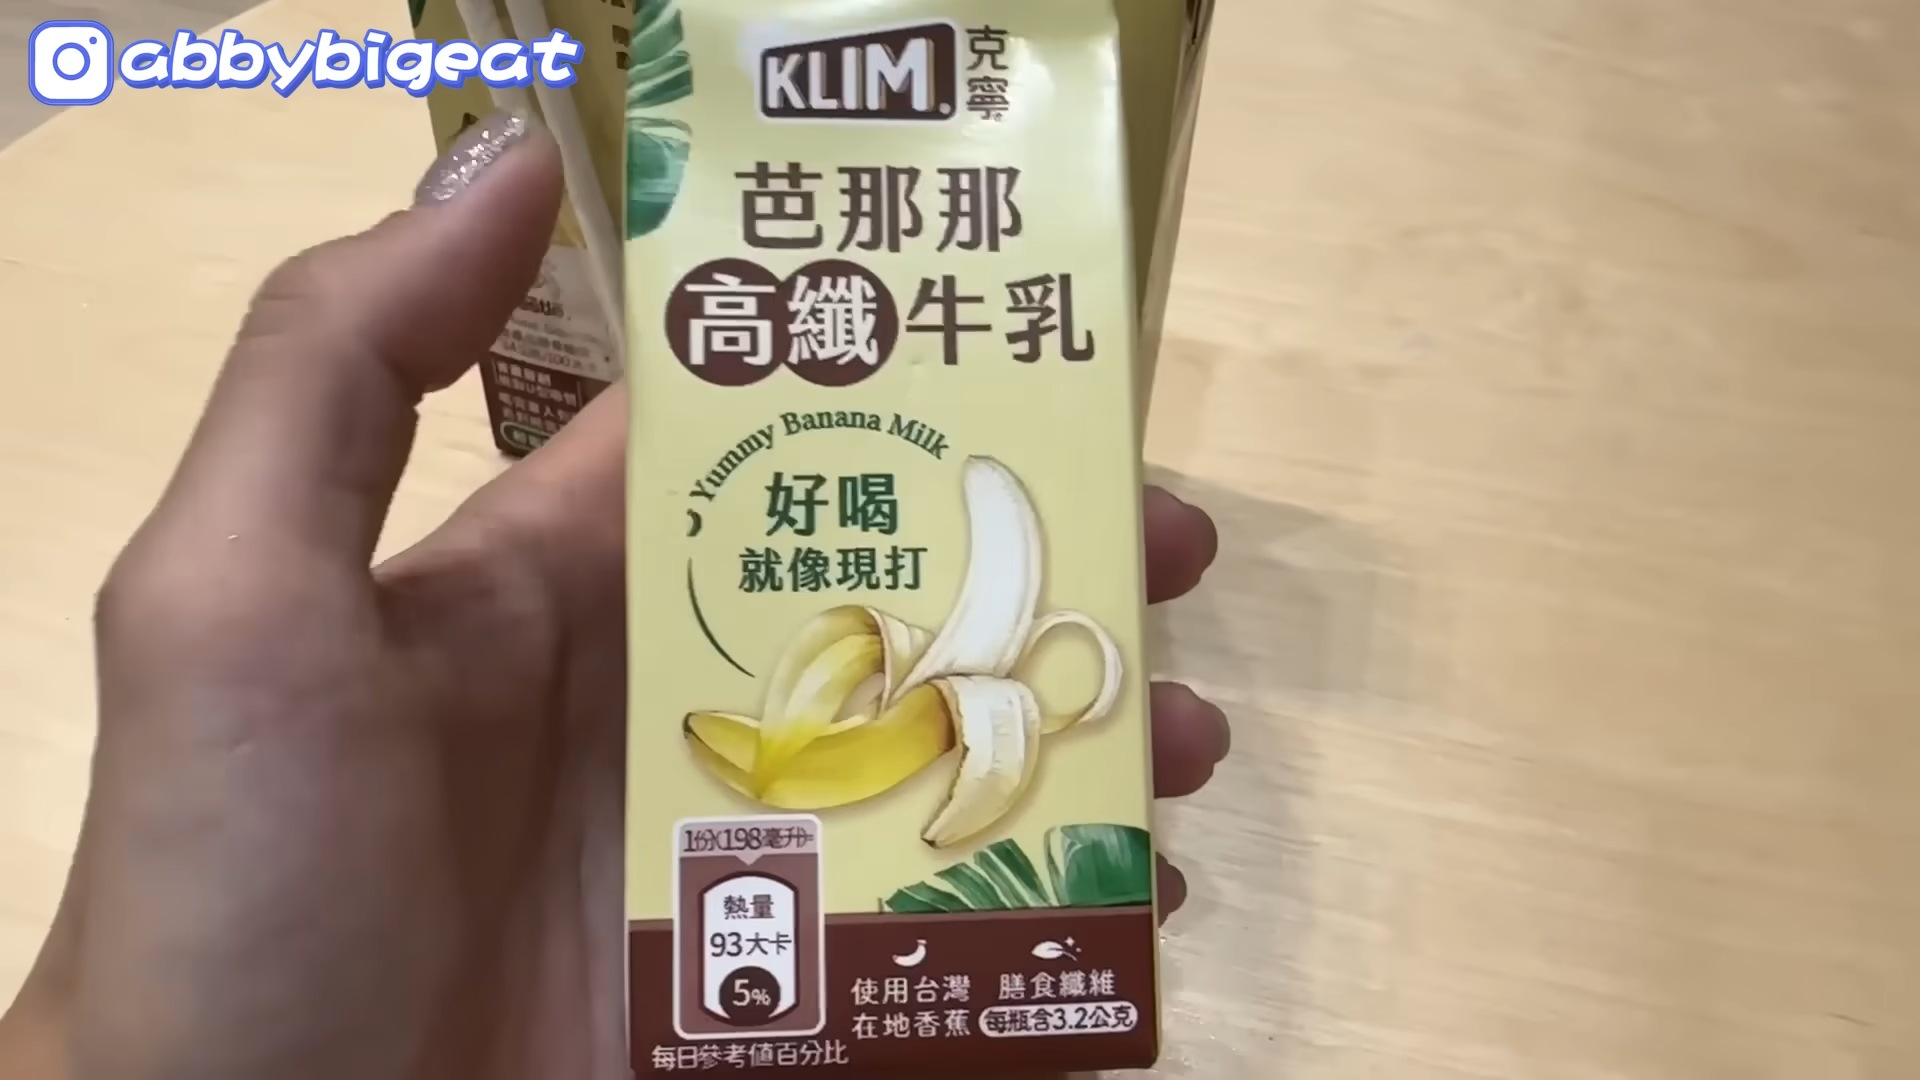 abbybigeat
KLIM
克寧
芭那那
高纖牛乳
Yummy Banana Milk
好喝
就像現打
1份(198毫升)
熱量
93大卡
5%
每日參考值百分比
使用台灣
在地香蕉
膳食纖維
每瓶含3.2公克